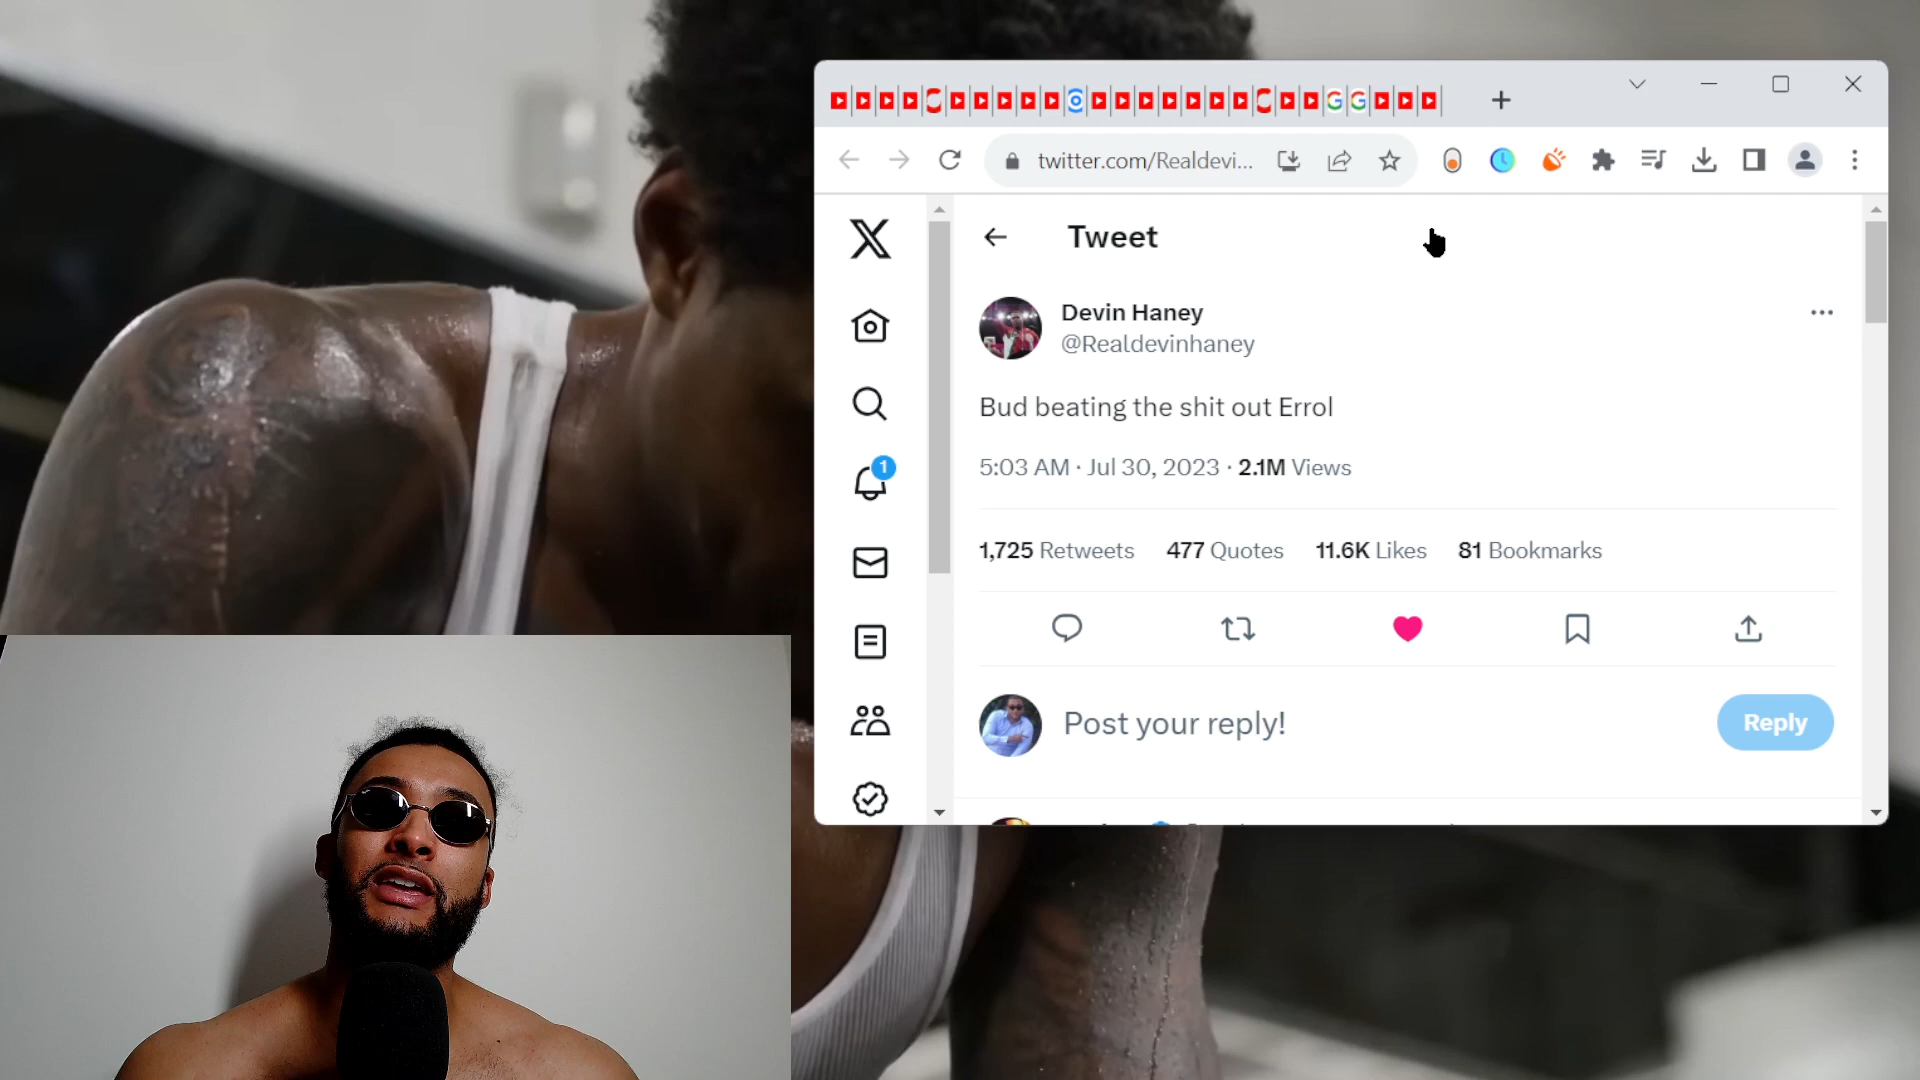 twitter.com/Realdevi...
Tweet
Devin Haney
@Realdevinhaney
Bud beating the shit out Errol
5:03 AM · Jul 30, 2023 · 2.1M Views
1,725 Retweets 477 Quotes 11.6K Likes 81 Bookmarks
1
Post your reply!
Reply